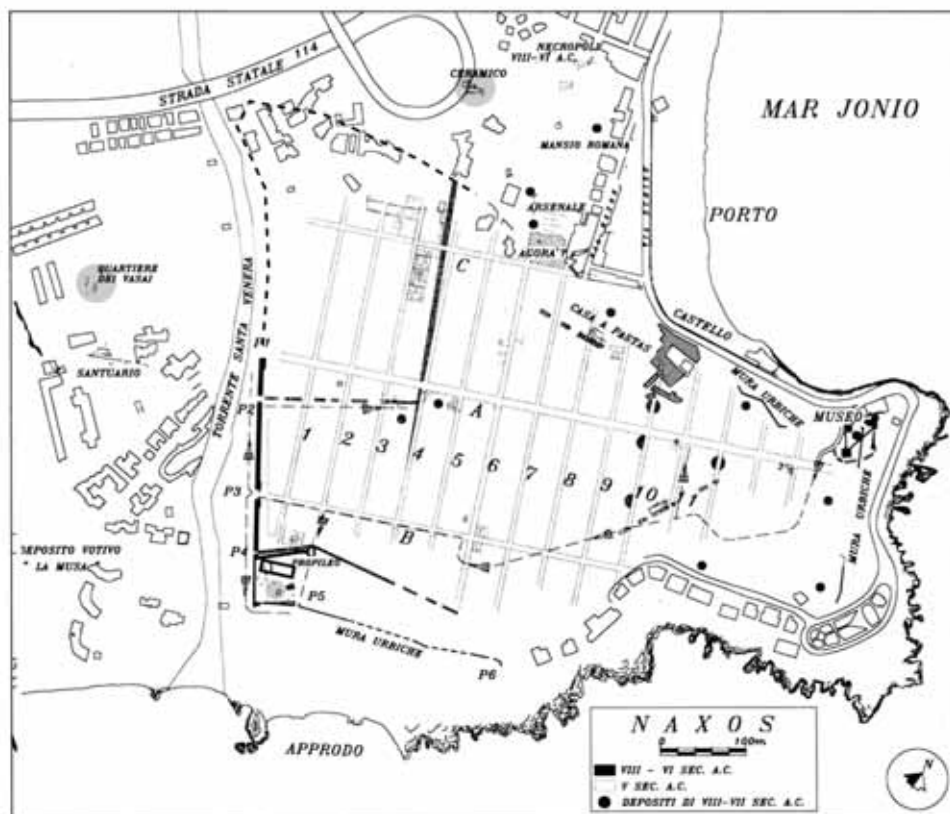 NECROPOLI
VIII-VI A.C.
CERAMICO
STRADA STATALE 114
MAR JONIO
MANSIO ROMANA
PORTO
ARSENALE
AGORA'?
C
QUARTIERE
DEI VASAI
TORRENTE SANTA VENERA
CASA A PASTAS
CASTELLO
SANTUARIO
MURA URBICHE
MUSEO
P1
P2
A
1 2 3 4 5 6 7 8 9 10 11
P3
B
MURA URBICHE
DEPOSITO VOTIVO
LA MUSA
P4
PROPILEO
P5
MURA URBICHE
P6
APPRODO
NAXOS
0 100m.
VIII - VI SEC. A.C.
V SEC. A.C.
DEPOSITI DI VIII-VII SEC. A.C.
N